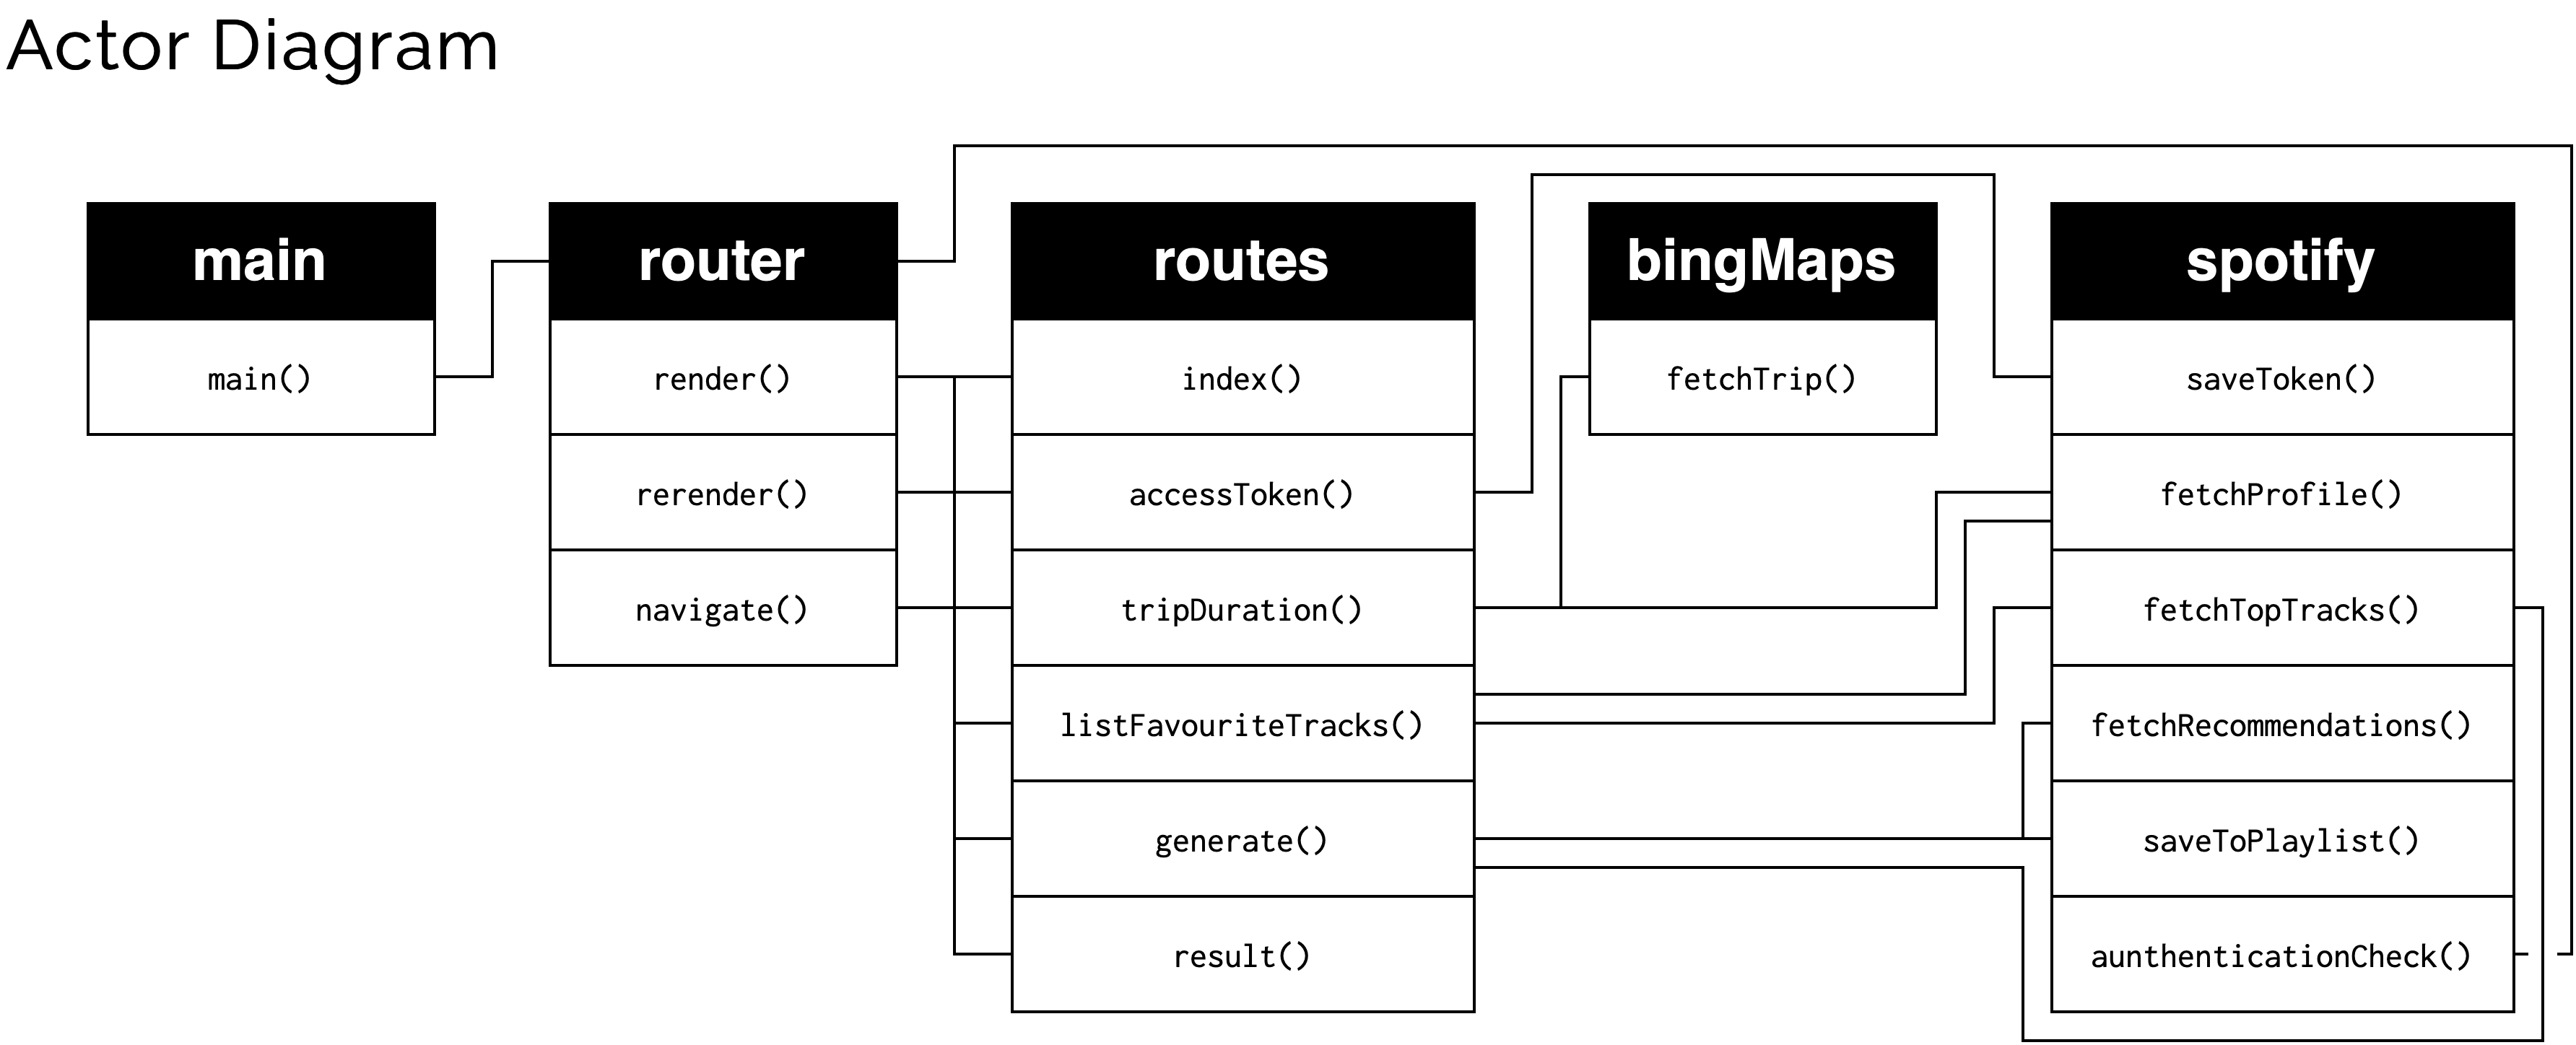 Actor Diagram
main
main()
router
render()
rerender()
navigate()
routes
index()
accessToken()
tripDuration()
listFavouriteTracks()
generate()
result()
bingMaps
fetchTrip()
spotify
saveToken()
fetchProfile()
fetchTopTracks()
fetchRecommendations()
saveToPlaylist()
aunthenticationCheck()